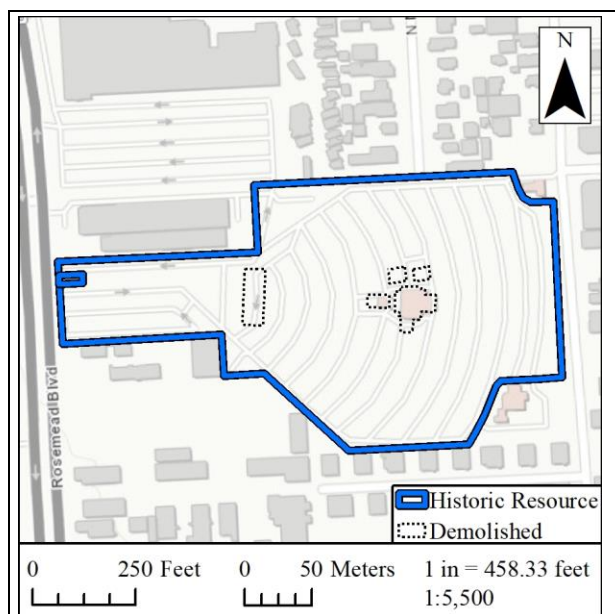 N
N
Rosemead Blvd
Historic Resource
Demolished
0 250 Feet 0 50 Meters 1 in = 458.33 feet
1:5,500